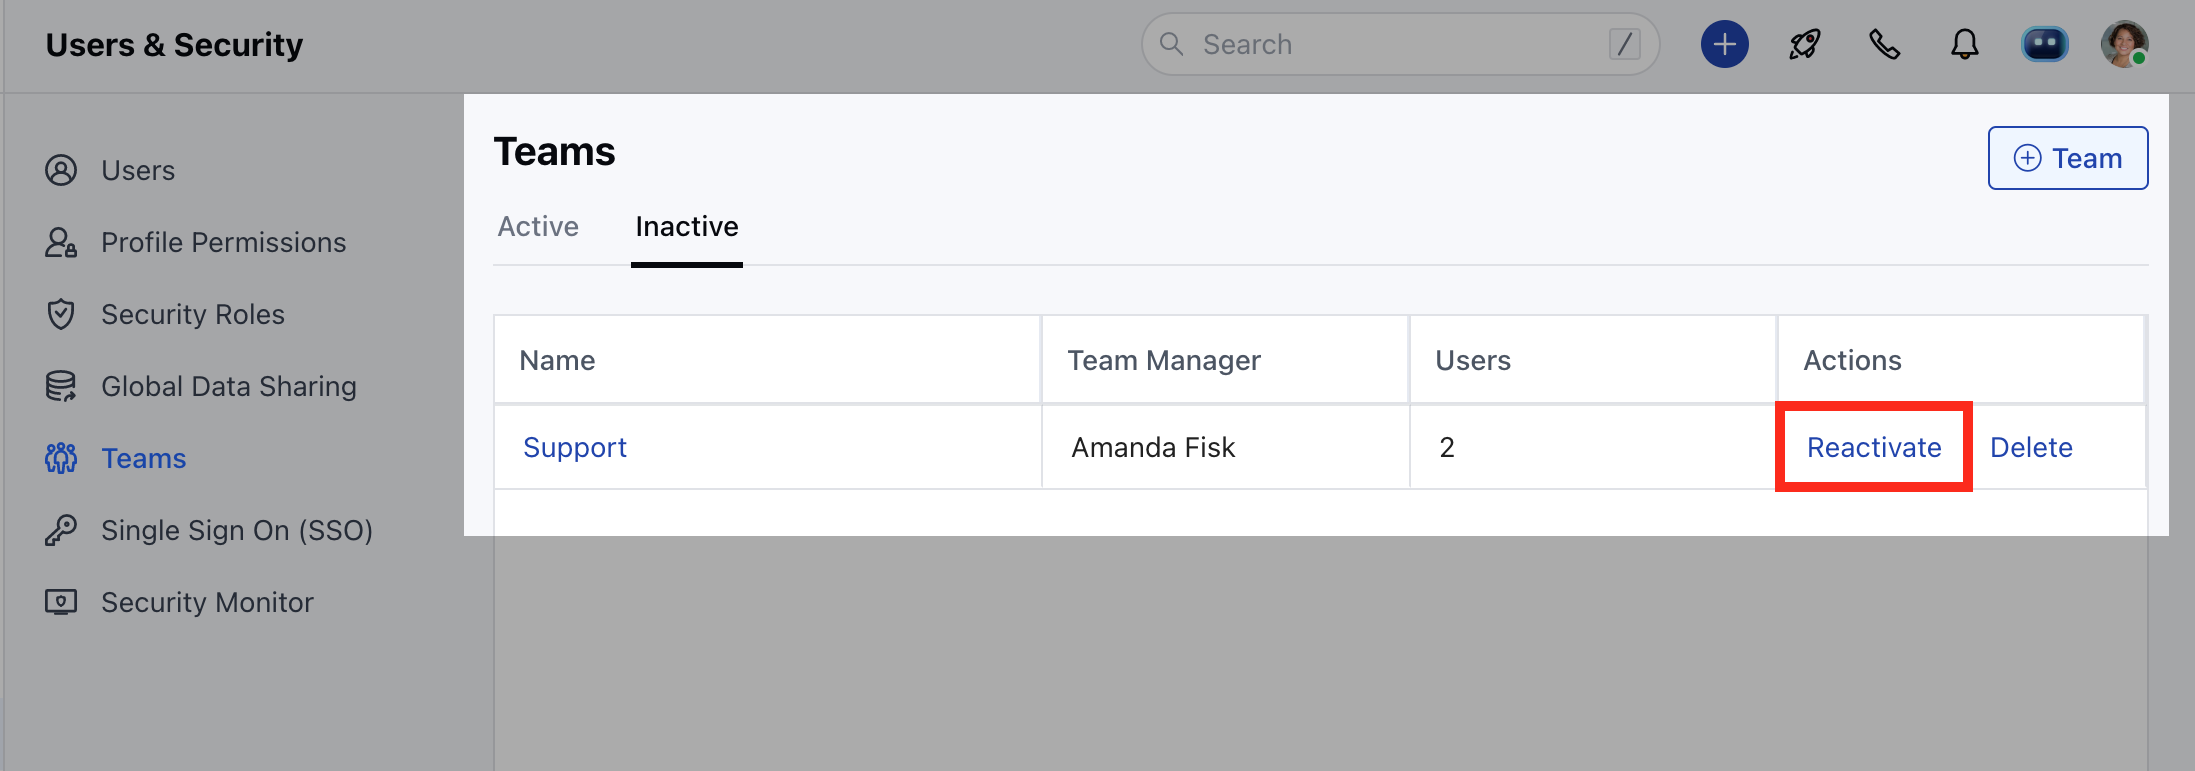 Users & Security
Search /
Users
Profile Permissions
Security Roles
Global Data Sharing
Teams
Single Sign On (SSO)
Security Monitor
Teams
Team
Active Inactive
Name Team Manager Users Actions
Support Amanda Fisk 2 Reactivate Delete